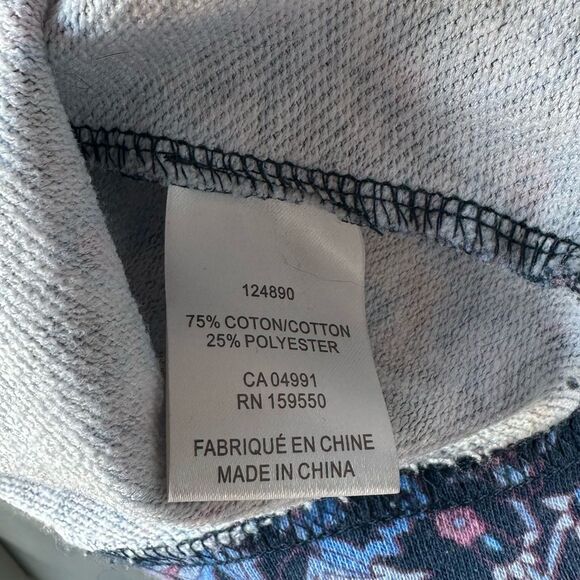 124890
75% COTON/COTTON
25% POLYESTER
CA 04991
RN 159550
FABRIQUÉ EN CHINE
MADE IN CHINA